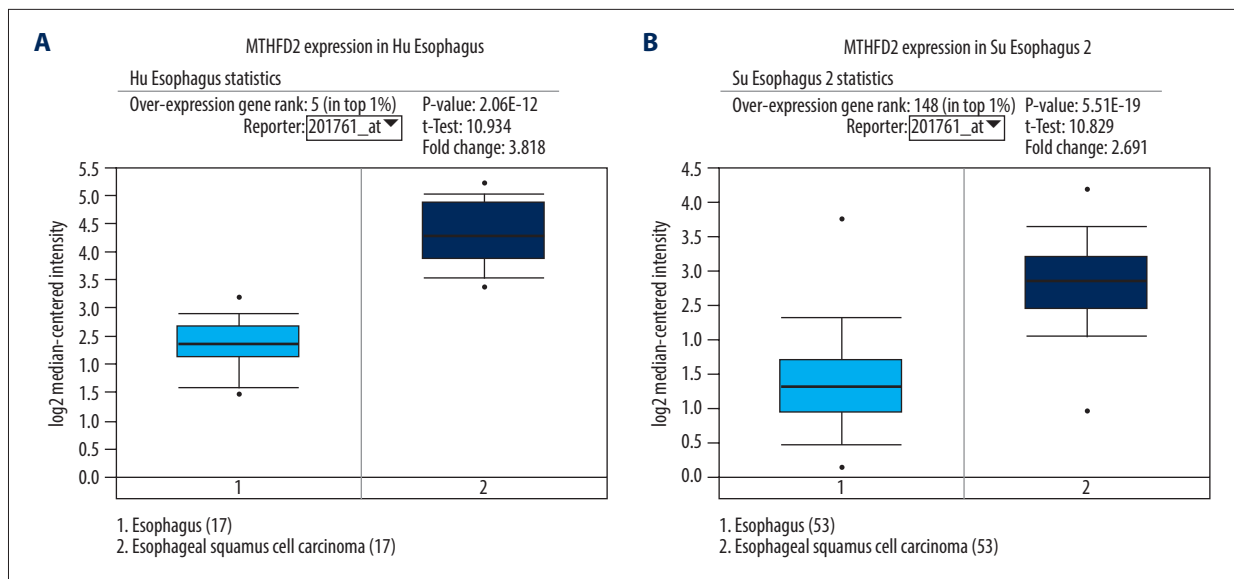 A
MTHFD2 expression in Hu Esophagus
Hu Esophagus statistics
Over-expression gene rank: 5 (in top 1%)
Reporter: 201761_at
P-value: 2.06E-12
t-Test: 10.934
Fold change: 3.818
log2 median-centered intensity
5.5
5.0
4.5
4.0
3.5
3.0
2.5
1.0
1.5
1.0
5.5
0.0
1
2
1. Esophagus (17)
2. Esophageal squamus cell carcinoma (17)
B
MTHFD2 expression in Su Esophagus 2
Su Esophagus 2 statistics
Over-expression gene rank: 148 (in top 1%)
Reporter: 201761_at
P-value: 5.51E-19
t-Test: 10.829
Fold change: 2.691
log2 median-centered intensity
4.5
4.0
3.5
3.0
2.5
1.0
1.5
1.0
0.5
0.0
1
2
1. Esophagus (53)
2. Esophageal squamus cell carcinoma (53)